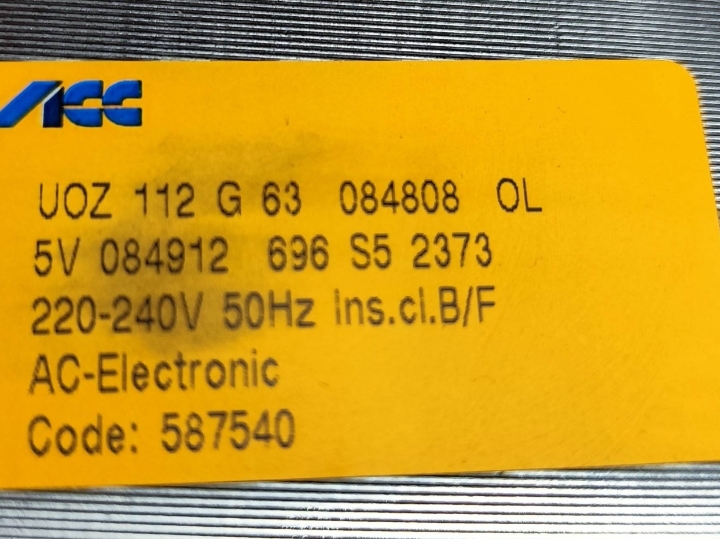 ACC
UOZ 112 G 63 084808 OL
5V 084912 696 S5 2373
220-240V 50Hz Ins.cl.B/F
AC-Electronic
Code: 587540